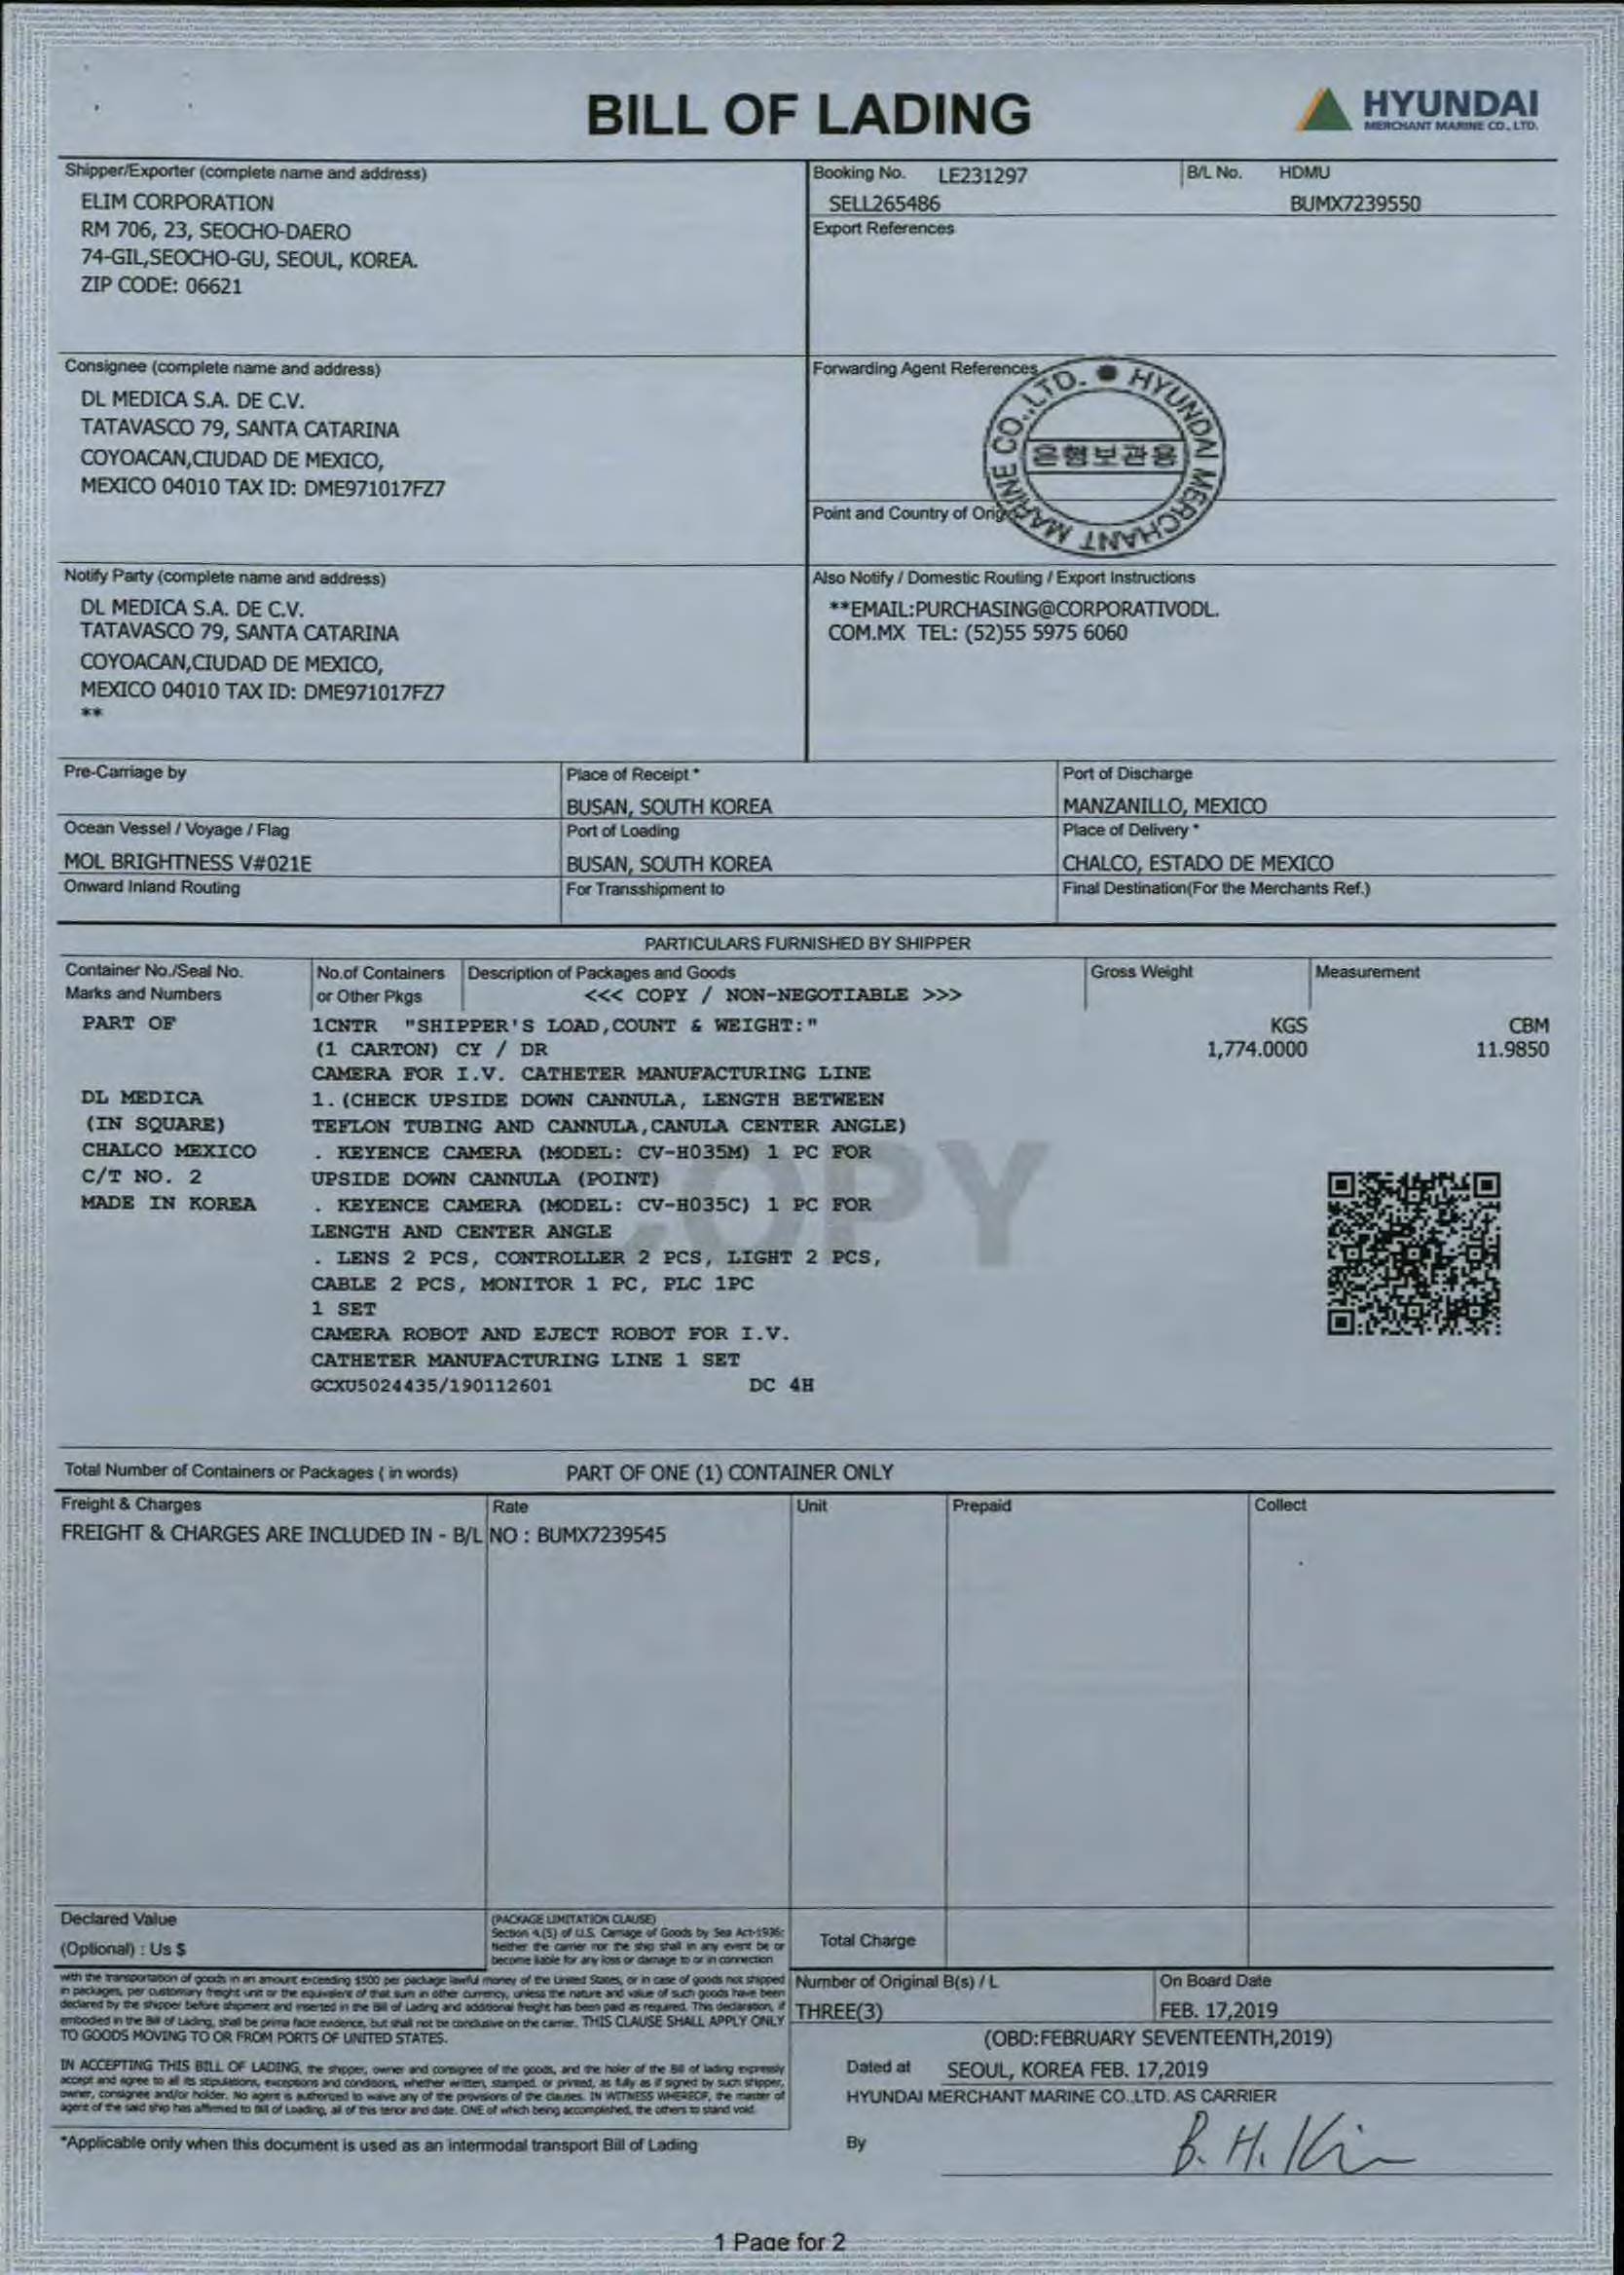 BILL OF LADING
HYUNDAI
MERCHANT MARINE CO., LTD.
Shipper/Exporter (complete name and address)
ELIM CORPORATION
RM 706, 23, SEOCHO-DAERO
74-GIL,SEOCHO-GU, SEOUL, KOREA.
ZIP CODE: 06621
Booking No. LE231297
SELL265486
B/L No. HDMU
BUMX7239550
Export References
Consignee (complete name and address)
DL MEDICA S.A. DE C.V.
TATAVASCO 79, SANTA CATARINA
COYOACAN,CIUDAD DE MEXICO,
MEXICO 04010 TAX ID: DME971017FZ7
Forwarding Agent References
HYUNDAI MERCHANT MARINE CO.,LTD.
은행보관용
Point and Country of Origin
Notify Party (complete name and address)
DL MEDICA S.A. DE C.V.
TATAVASCO 79, SANTA CATARINA
COYOACAN,CIUDAD DE MEXICO,
MEXICO 04010 TAX ID: DME971017FZ7
**
Also Notify / Domestic Routing / Export Instructions
**EMAIL:PURCHASING@CORPORATIVODL.
COM.MX TEL: (52)55 5975 6060
Pre-Carriage by
Place of Receipt *
BUSAN, SOUTH KOREA
Port of Discharge
MANZANILLO, MEXICO
Ocean Vessel / Voyage / Flag
MOL BRIGHTNESS V#021E
Port of Loading
BUSAN, SOUTH KOREA
Place of Delivery *
CHALCO, ESTADO DE MEXICO
Onward Inland Routing
For Transshipment to
Final Destination(For the Merchants Ref.)
PARTICULARS FURNISHED BY SHIPPER
Container No./Seal No.
Marks and Numbers
No.of Containers
or Other Pkgs
Description of Packages and Goods
<<< COPY / NON-NEGOTIABLE >>>
Gross Weight
Measurement
PART OF
DL MEDICA
(IN SQUARE)
CHALCO MEXICO
C/T NO. 2
MADE IN KOREA
1CNTR "SHIPPER'S LOAD,COUNT & WEIGHT:"
(1 CARTON) CY / DR
CAMERA FOR I.V. CATHETER MANUFACTURING LINE
1.(CHECK UPSIDE DOWN CANNULA, LENGTH BETWEEN
TEFLON TUBING AND CANNULA,CANULA CENTER ANGLE)
. KEYENCE CAMERA (MODEL: CV-H035M) 1 PC FOR
UPSIDE DOWN CANNULA (POINT)
. KEYENCE CAMERA (MODEL: CV-H035C) 1 PC FOR
LENGTH AND CENTER ANGLE
. LENS 2 PCS, CONTROLLER 2 PCS, LIGHT 2 PCS,
CABLE 2 PCS, MONITOR 1 PC, PLC 1PC
1 SET
CAMERA ROBOT AND EJECT ROBOT FOR I.V.
CATHETER MANUFACTURING LINE 1 SET
GCXU5024435/190112601 DC 4H
KGS
1,774.0000
CBM
11.9850
COPY
Total Number of Containers or Packages ( in words) PART OF ONE (1) CONTAINER ONLY
Freight & Charges
Rate
Unit
Prepaid
Collect
FREIGHT & CHARGES ARE INCLUDED IN - B/L NO : BUMX7239545
Declared Value
(Optional) : Us $
(PACKAGE LIMITATION CLAUSE)
Section 4.(5) of U.S. Carriage of Goods by Sea Act-1936:
Neither the carrier nor the ship shall in any event be or
become liable for any loss or damage to or in connection
Total Charge
with the transportation of goods in an amount exceeding $500 per package lawful money of the United States, or in case of goods not shipped
in packages, per customary freight unit or the equivalent of that sum in other currency, unless the nature and value of such goods have been
declared by the shipper before shipment and inserted in the Bill of Lading and additional freight has been paid as required. This declaration, if
embodied in the Bill of Lading, shall be prima facie evidence, but shall not be conclusive on the carrier. THIS CLAUSE SHALL APPLY ONLY
TO GOODS MOVING TO OR FROM PORTS OF UNITED STATES.
Number of Original B(s) / L
THREE(3)
On Board Date
FEB. 17,2019
(OBD:FEBRUARY SEVENTEENTH,2019)
IN ACCEPTING THIS BILL OF LADING, the shipper, owner and consignee of the goods, and the holer of the Bill of lading expressly
accept and agree to all its stipulations, exceptions and conditions, whether written, stamped, or printed, as fully as if signed by such shipper,
owner, consignee and/or holder. No agent is authorized to waive any of the provisions of the clauses. IN WITNESS WHEREOF, the master of
agent of the said ship has affirmed to Bill of Loading, all of this tenor and date. ONE of which being accomplished, the others to stand void.
Dated at SEOUL, KOREA FEB. 17,2019
HYUNDAI MERCHANT MARINE CO.,LTD. AS CARRIER
*Applicable only when this document is used as an intermodal transport Bill of Lading
By B. H. Ki
1 Page for 2